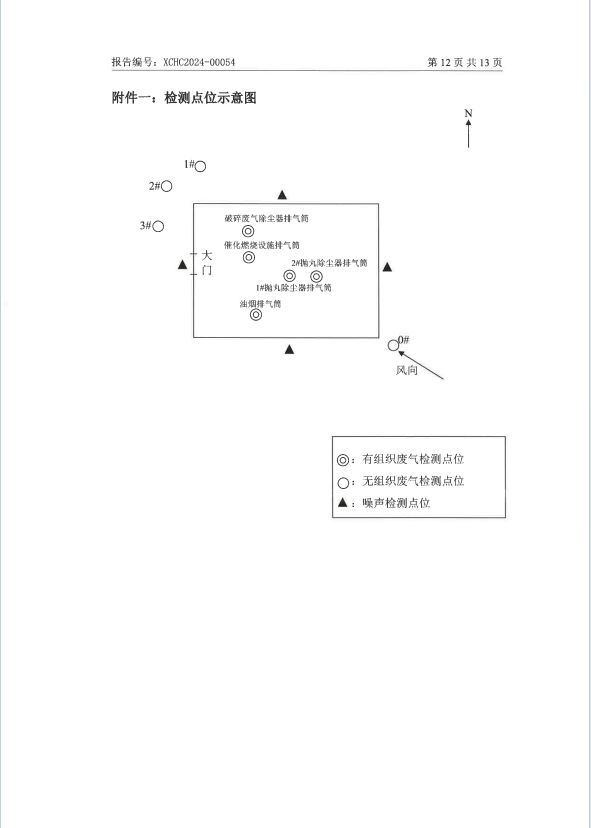 报告编号：XCHC2024-00054
第 12 页 共 13 页
附件一：检测点位示意图
N
1#
2#
3#
破碎废气除尘器排气筒
催化燃烧设施排气筒
大门
2#抛丸除尘器排气筒
1#抛丸除尘器排气筒
油烟排气筒
0#
风向
◎：有组织废气检测点位
○：无组织废气检测点位
▲：噪声检测点位